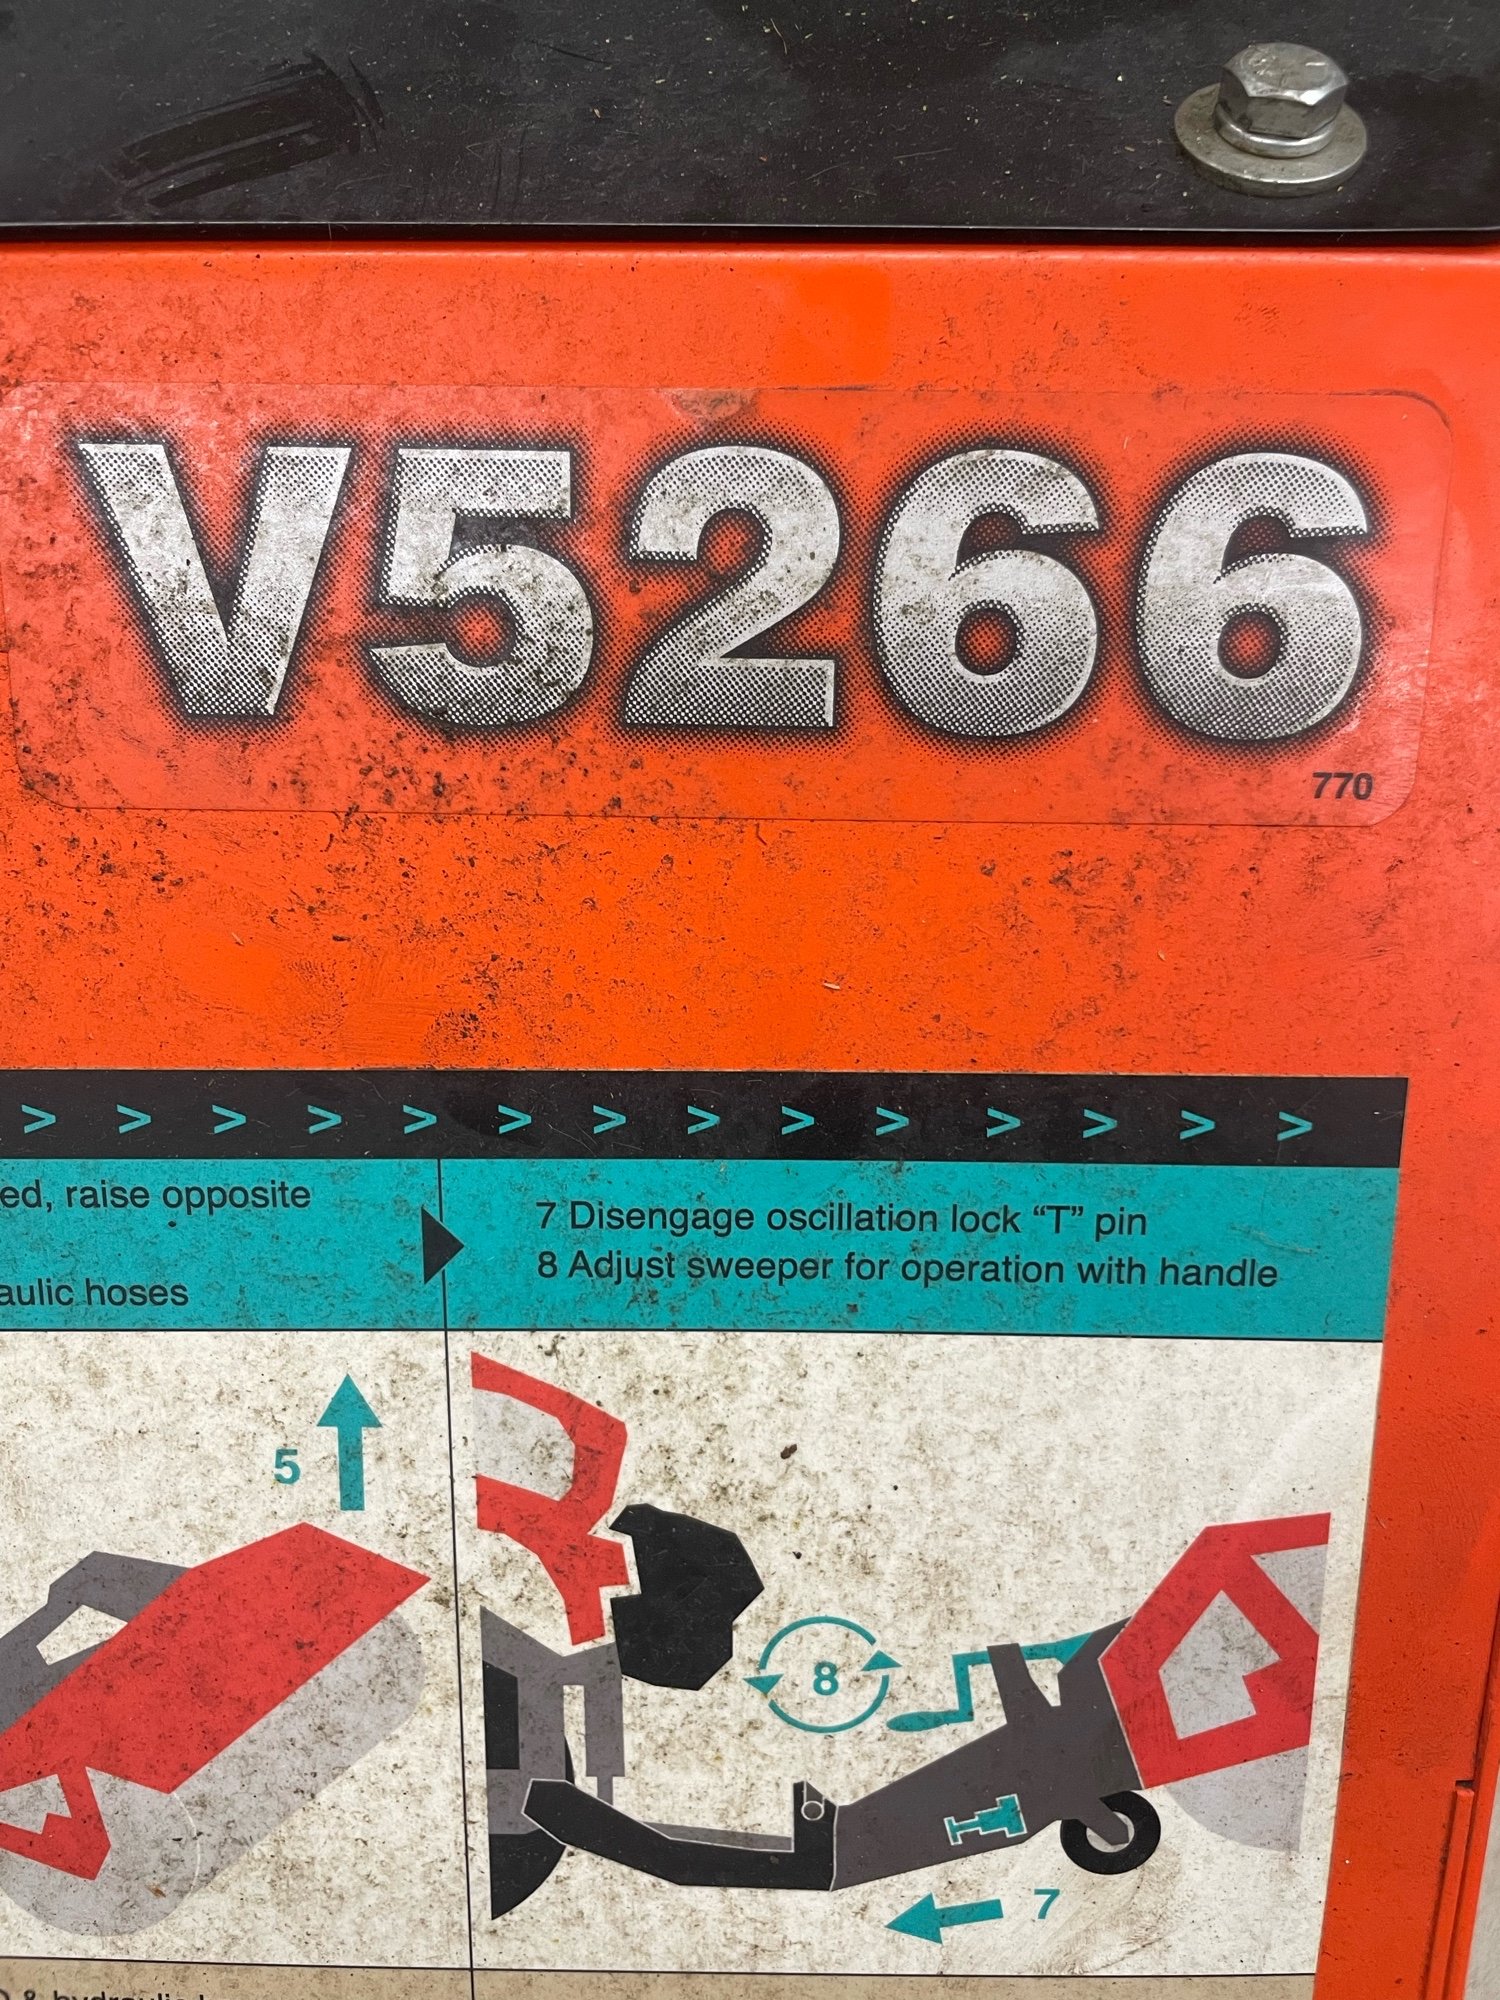 V5266
770
> > > > > > > > > > > > > >
ed, raise opposite
aulic hoses
7 Disengage oscillation lock “T” pin
8 Adjust sweeper for operation with handle
5
8
7
&